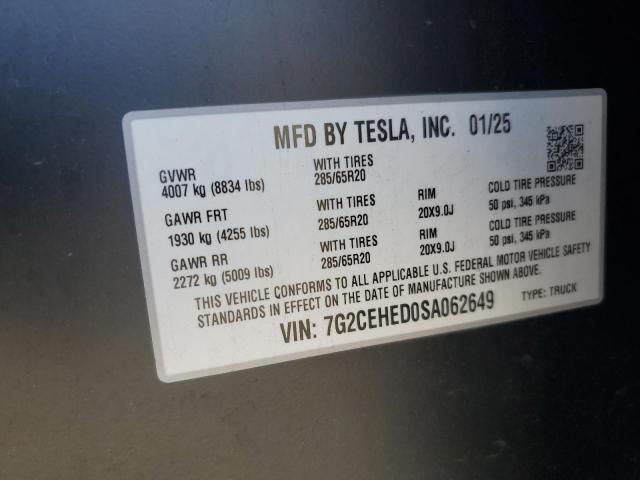 MFD BY TESLA, INC. 01/25
GVWR WITH TIRES
4007 kg (8834 lbs) 285/65R20
GAWR FRT WITH TIRES RIM COLD TIRE PRESSURE
1930 kg (4255 lbs) 285/65R20 20X9.0J 50 psi, 345 kPa
GAWR RR WITH TIRES RIM COLD TIRE PRESSURE
2272 kg (5009 lbs) 285/65R20 20X9.0J 50 psi, 345 kPa
THIS VEHICLE CONFORMS TO ALL APPLICABLE U.S. FEDERAL MOTOR VEHICLE SAFETY
STANDARDS IN EFFECT ON THE DATE OF MANUFACTURE SHOWN ABOVE.
VIN: 7G2CEHED0SA062649 TYPE: TRUCK